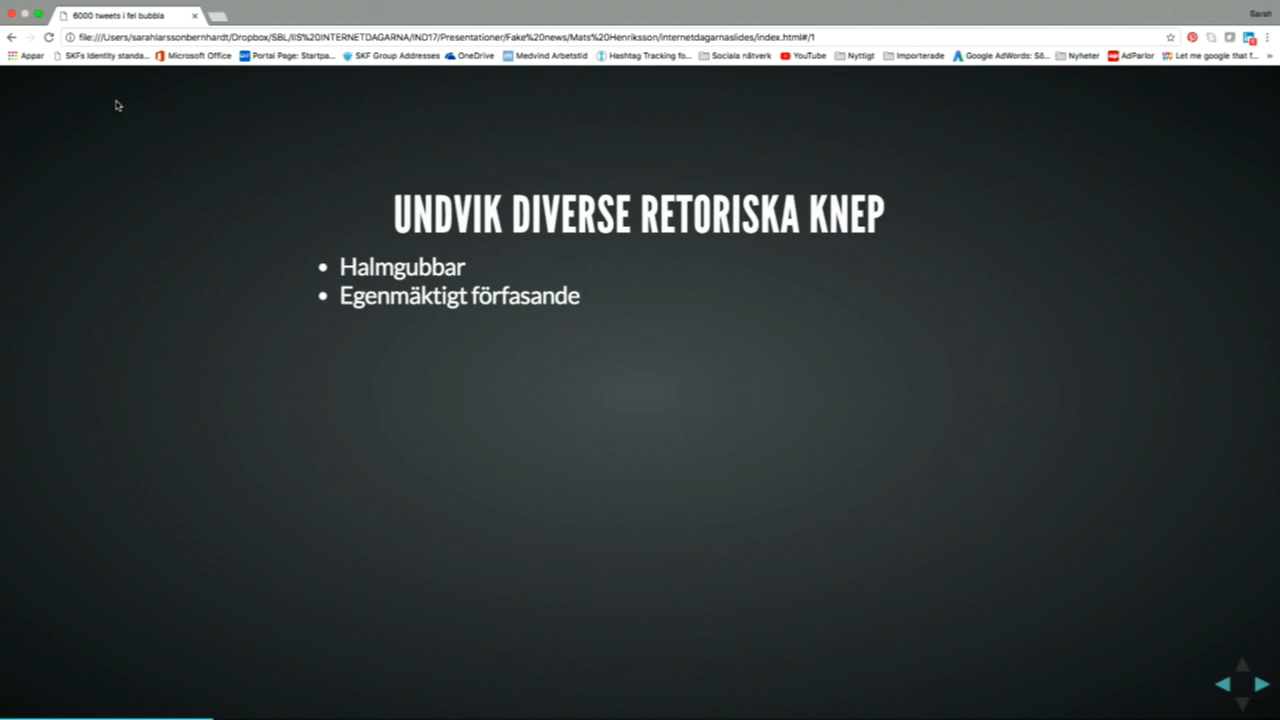 6000 tweets i fel bubbla
Sarah
file:///Users/sarahlarssonbernhardt/Dropbox/SBL/IIS%20INTERNETDAGARNA/IND17/Presentationer/Fake%20news/Mats%20Henriksson/internetdagarnaslides/index.html#/1
Appar SKFs Identity standa... Microsoft Office Portal Page: Startpa... SKF Group Addresses OneDrive Medvind Arbetstid Hashtag Tracking fo... Sociala nätverk YouTube Nyttigt Importerade Google AdWords: Sö... Nyheter AdParlor Let me google that f... »
UNDVIK DIVERSE RETORISKA KNEP
• Halmgubbar
• Egenmäktigt förfasande